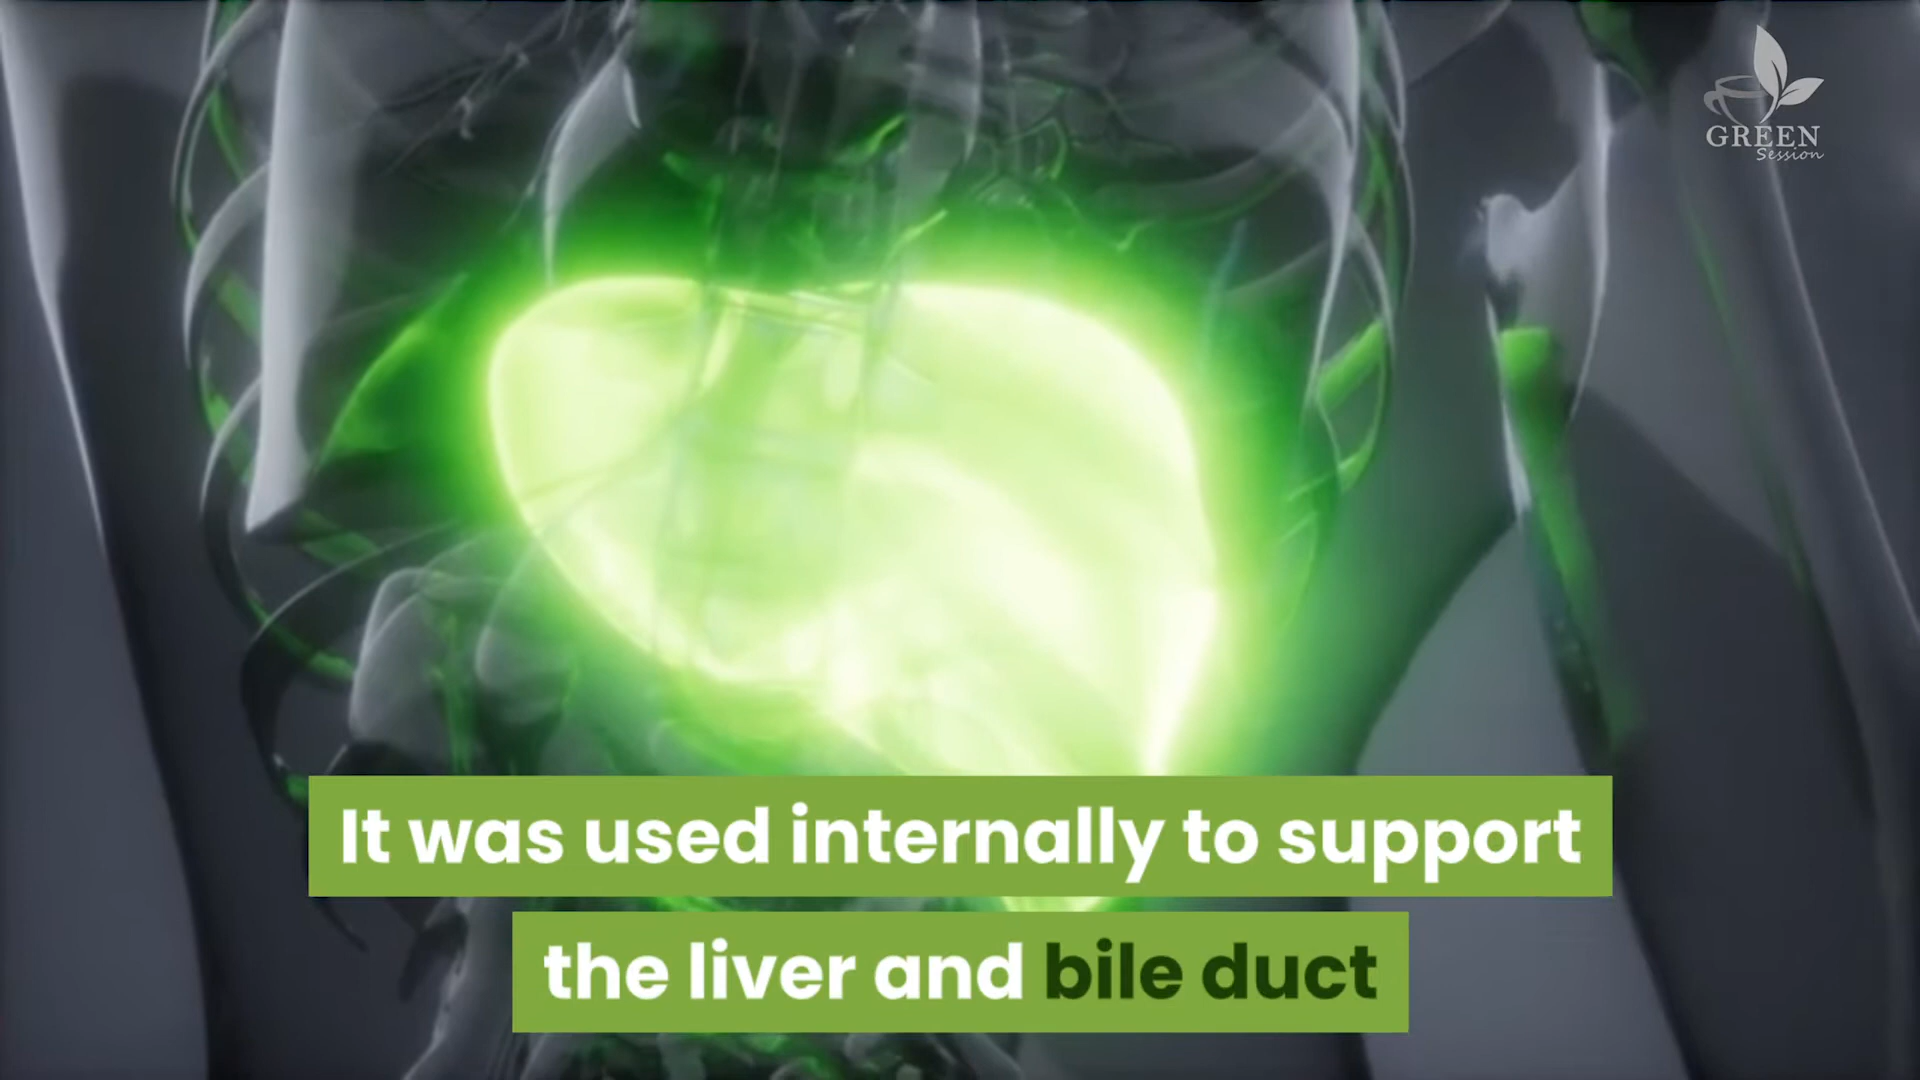 GREEN
Session
It was used internally to support
the liver and bile duct